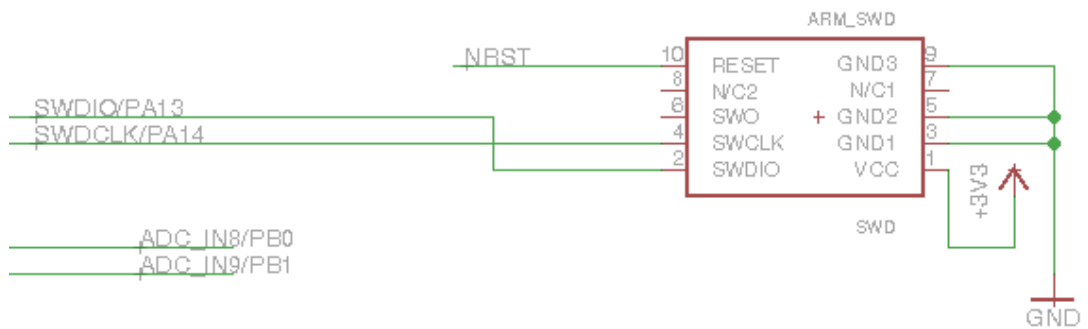 ARM_SWD
NRST 10 RESET GND3 9
8 N/C2 N/C1 7
SWDIO/PA13 6 SWO GND2 5
SWDCLK/PA14 4 SWCLK GND1 3
2 SWDIO VCC 1
+3V3
SWD
ADC_IN8/PB0
ADC_IN9/PB1
GND